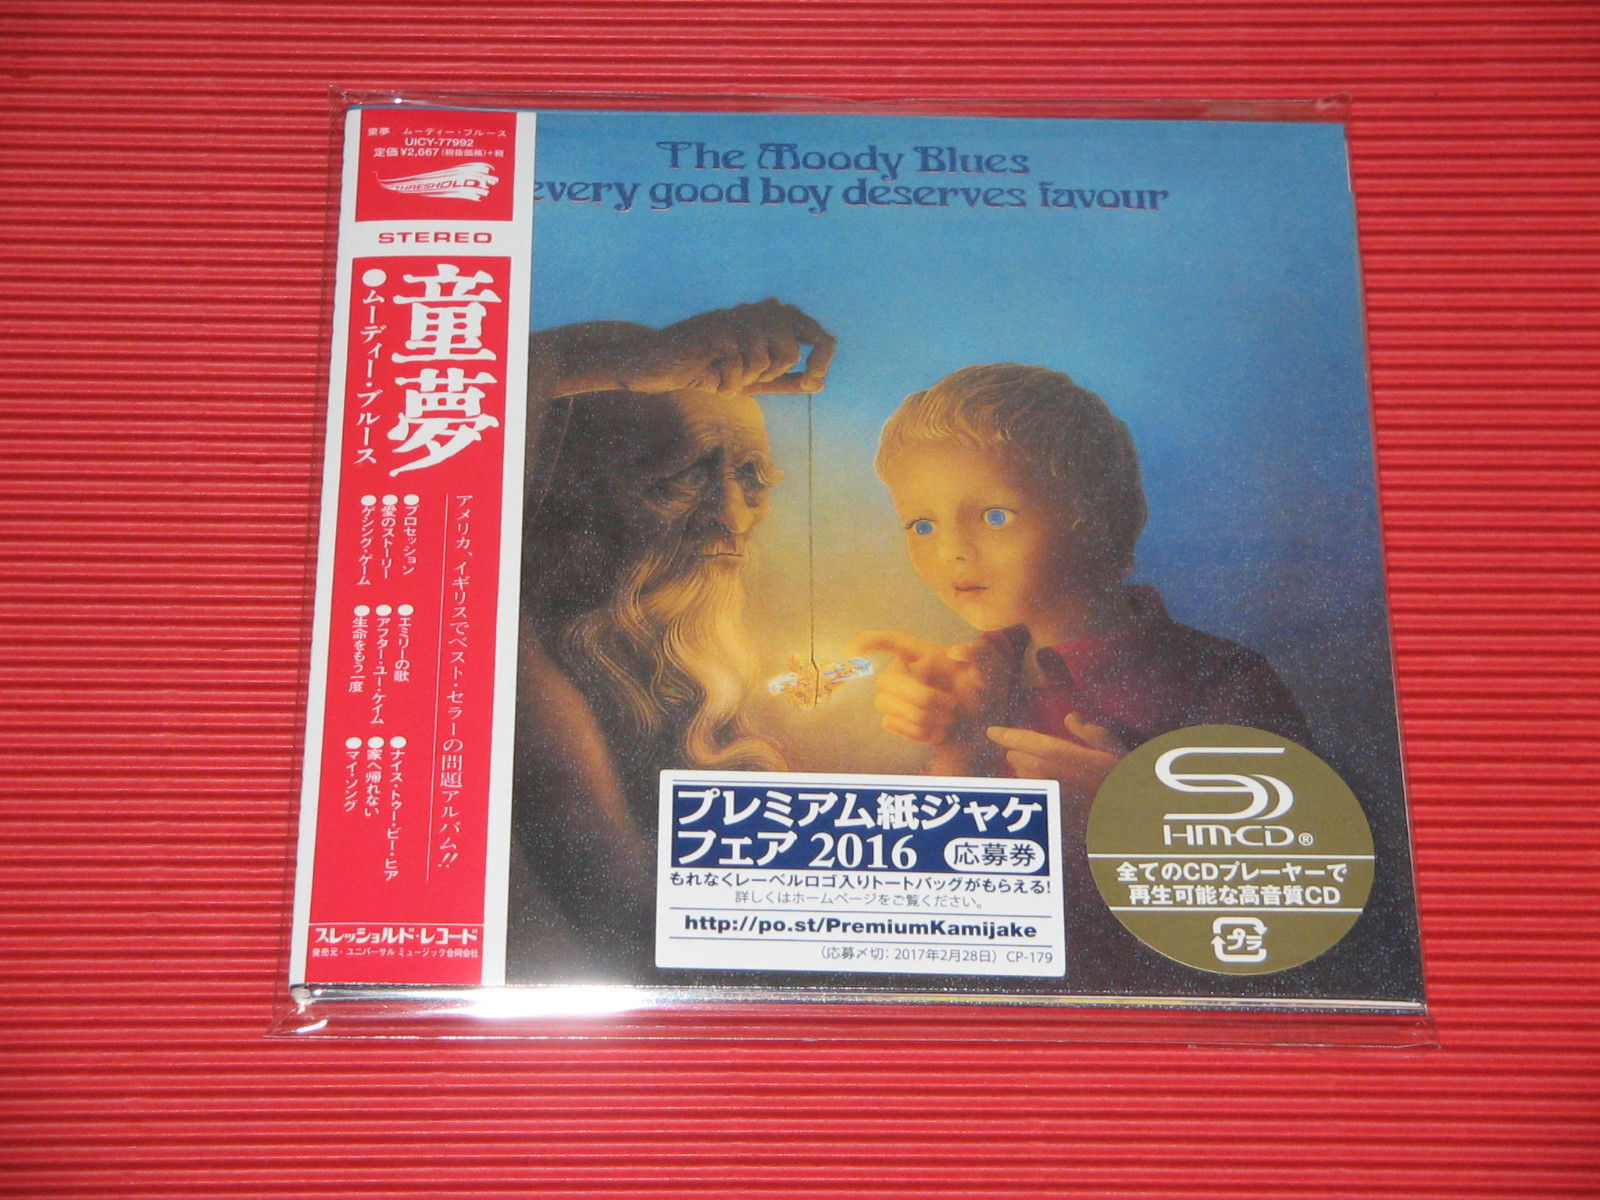 童夢 ムーディー・ブルース
UICY-77992
定価¥2,667(税抜価格)+税
THRESHOLD
STEREO
童夢
●ムーディー・ブルース
アメリカ、イギリスでベスト・セラーの問題アルバム!!
●プロセッション
●愛のストーリー
●ゲシング・ゲーム
●エミリーの歌
●アフター・ユー・ケイム
●生命をもう一度
●ナイス・トゥー・ビー・ヒア
●家へ帰れない
●マイ・ソング
スレッショルド・レコード
発売元・ユニバーサル ミュージック合同会社
The Moody Blues
every good boy deserves favour
プレミアム紙ジャケ
フェア 2016 応募券
もれなくレーベルロゴ入りトートバッグがもらえる!
詳しくはホームページをご覧ください。
http://po.st/PremiumKamijake
(応募〆切: 2017年2月28日) CP-179
SHM-CD®
全てのCDプレーヤーで
再生可能な高音質CD
プラ